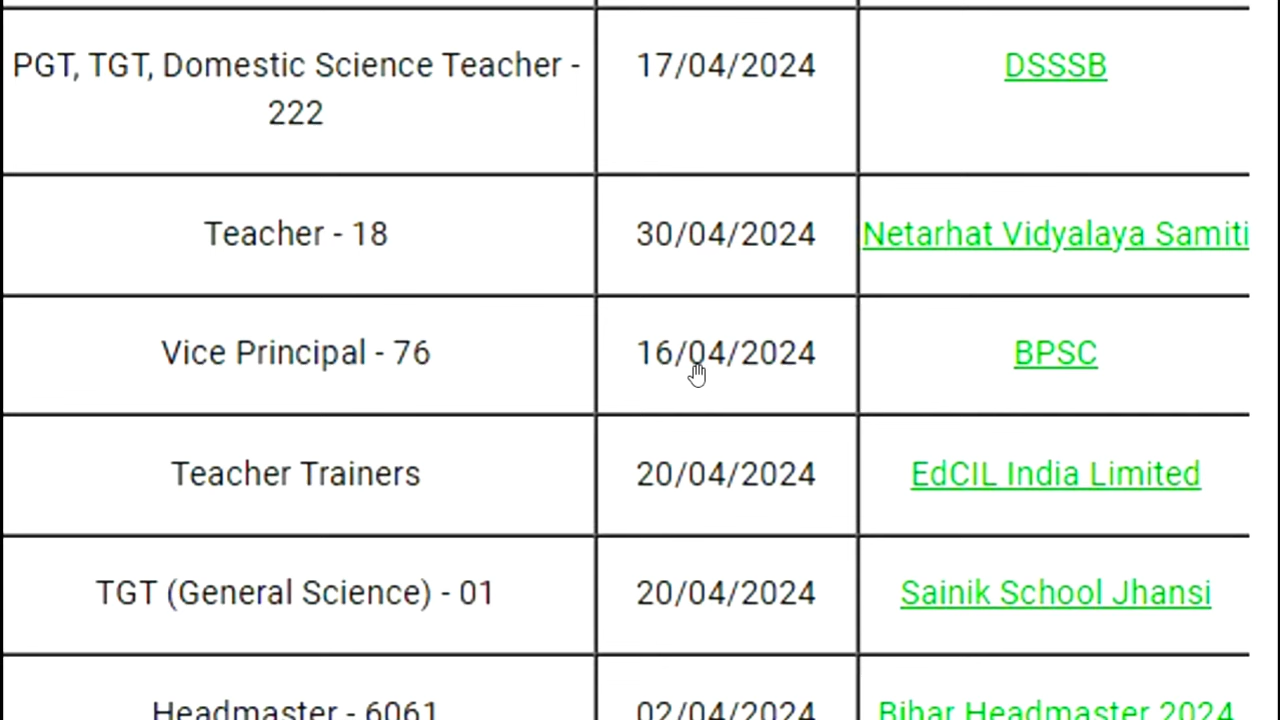 PGT, TGT, Domestic Science Teacher - 17/04/2024 DSSSB
222
Teacher - 18 30/04/2024 Netarhat Vidyalaya Samiti
Vice Principal - 76 16/04/2024 BPSC
Teacher Trainers 20/04/2024 EdCIL India Limited
TGT (General Science) - 01 20/04/2024 Sainik School Jhansi
Headmaster - 6061 02/04/2024 Bihar Headmaster 2024